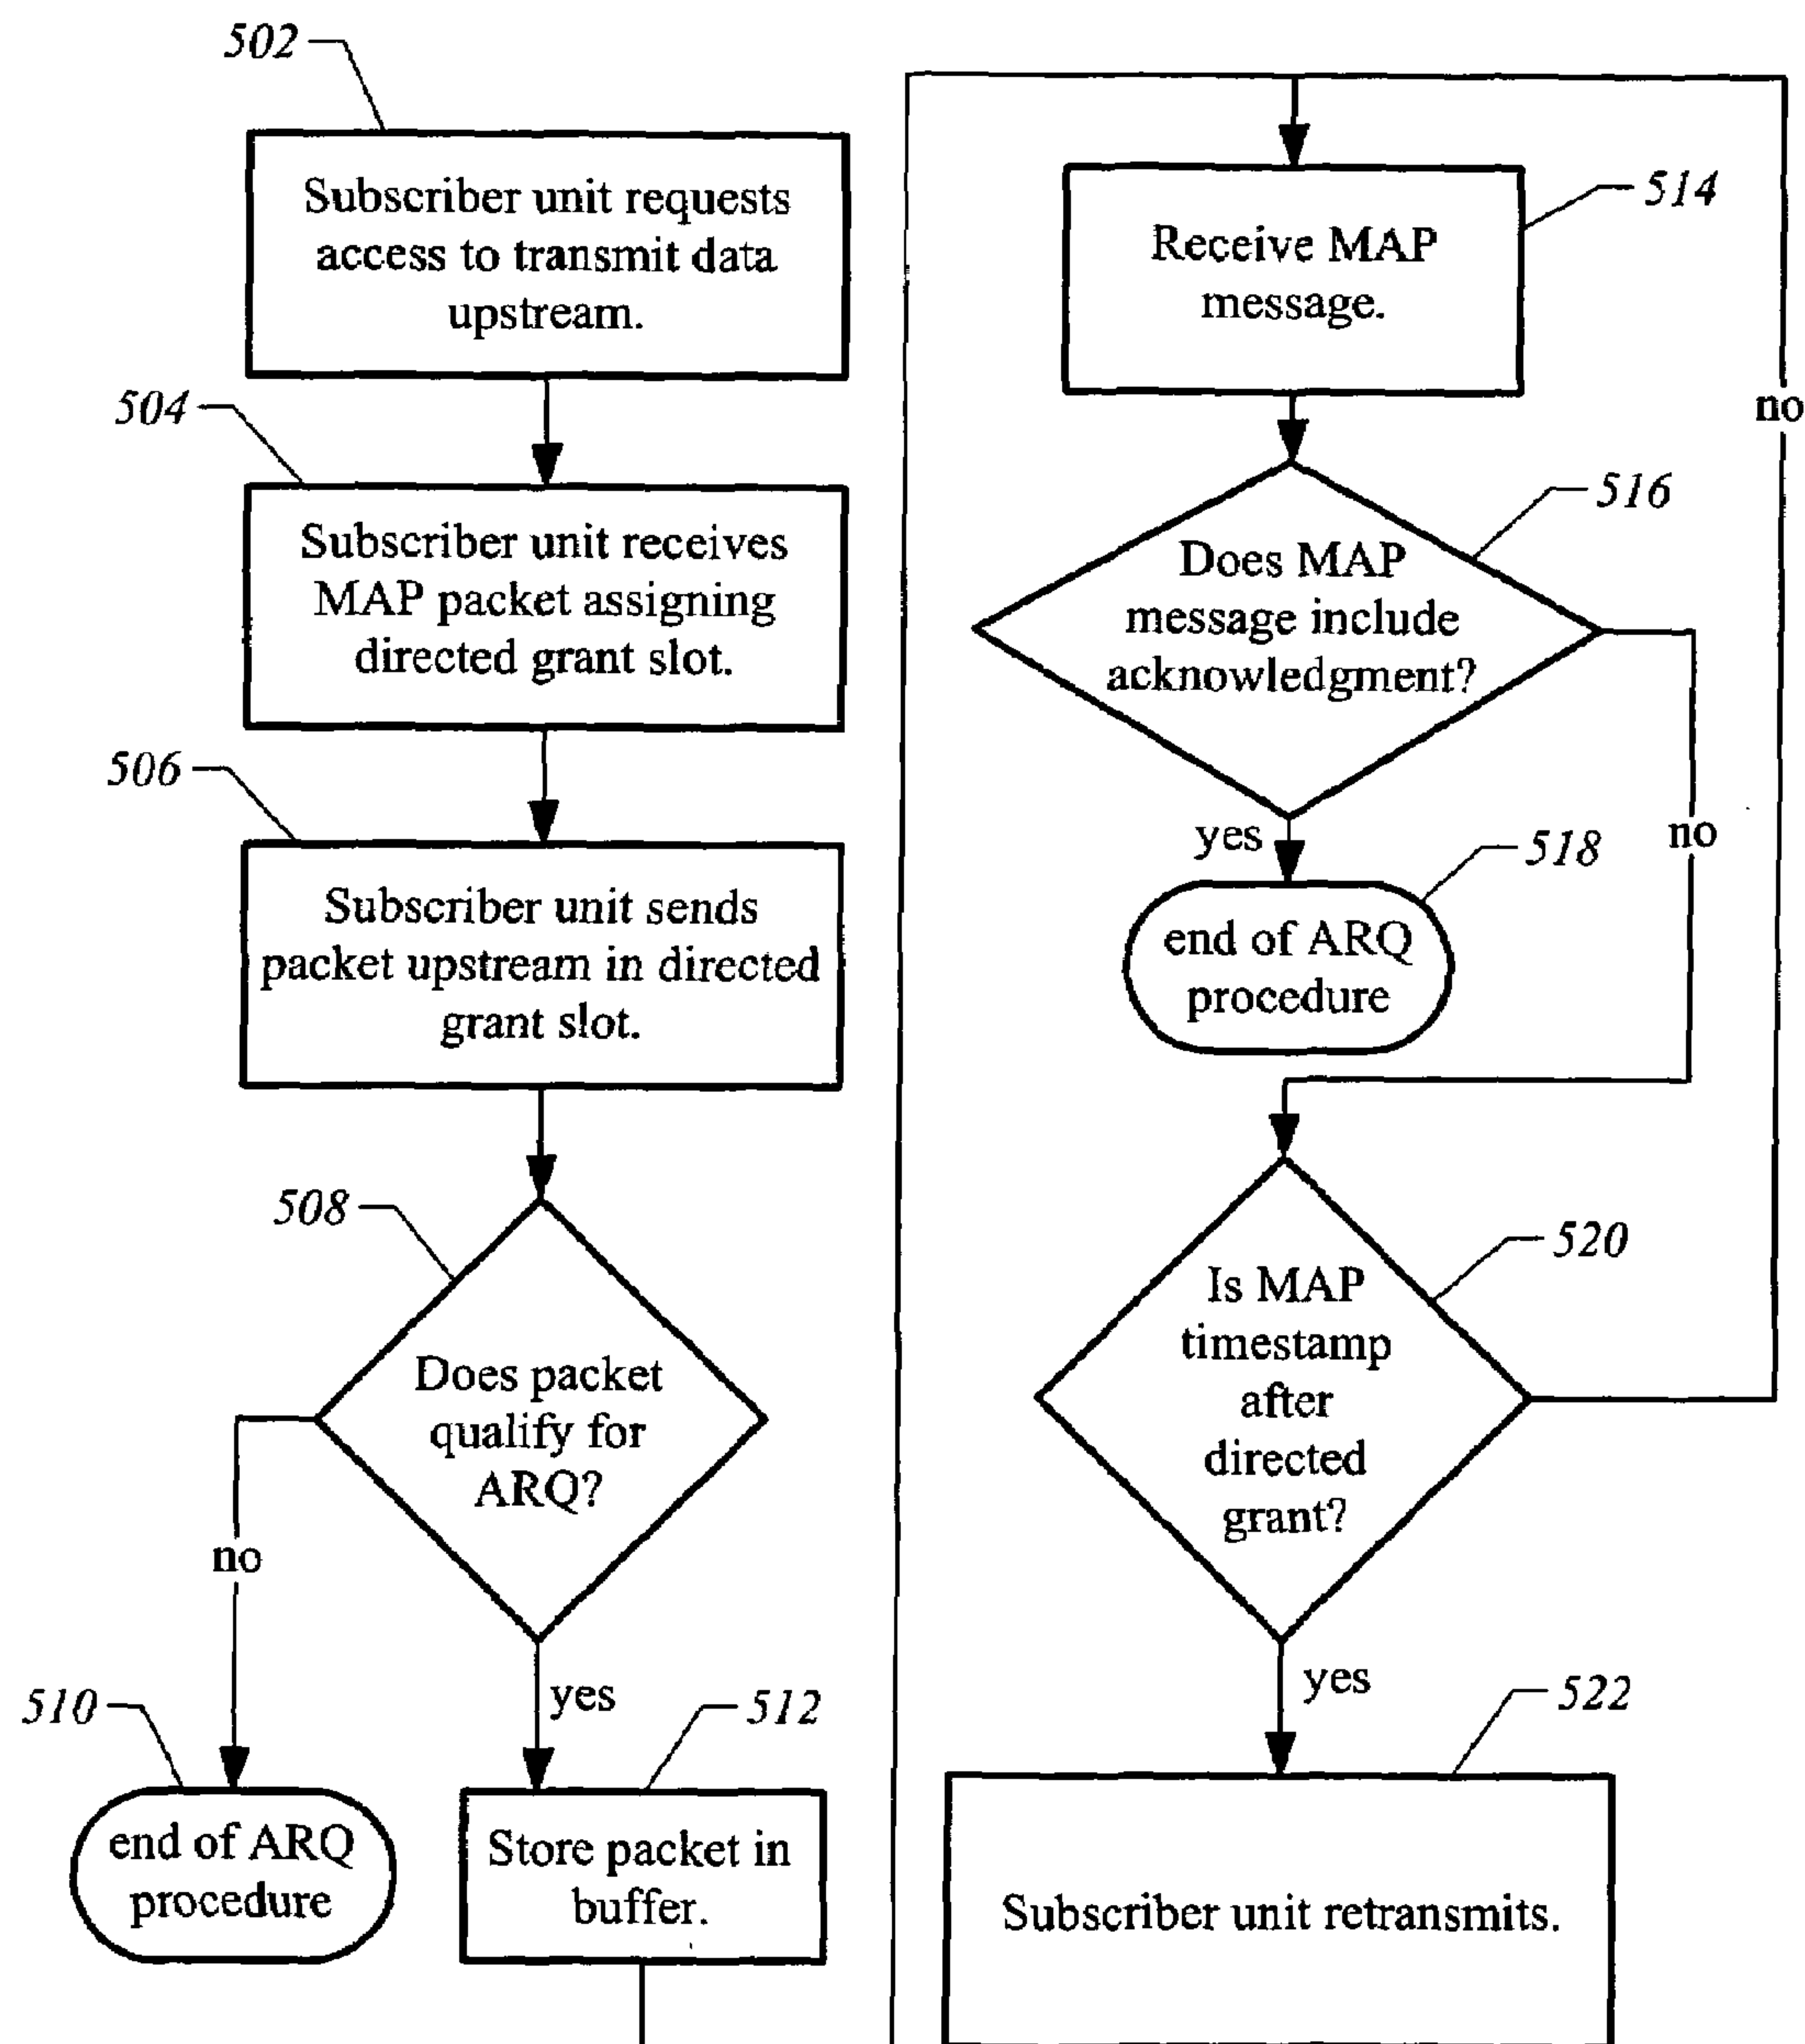 502
Subscriber unit requests
access to transmit data
upstream.
504
Subscriber unit receives
MAP packet assigning
directed grant slot.
506
Subscriber unit sends
packet upstream in directed
grant slot.
508
Does packet
qualify for
ARQ?
no
yes
510
end of ARQ
procedure
512
Store packet in
buffer.
514
Receive MAP
message.
no
516
Does MAP
message include
acknowledgment?
yes
no
518
end of ARQ
procedure
520
Is MAP
timestamp
after
directed
grant?
yes
522
Subscriber unit retransmits.